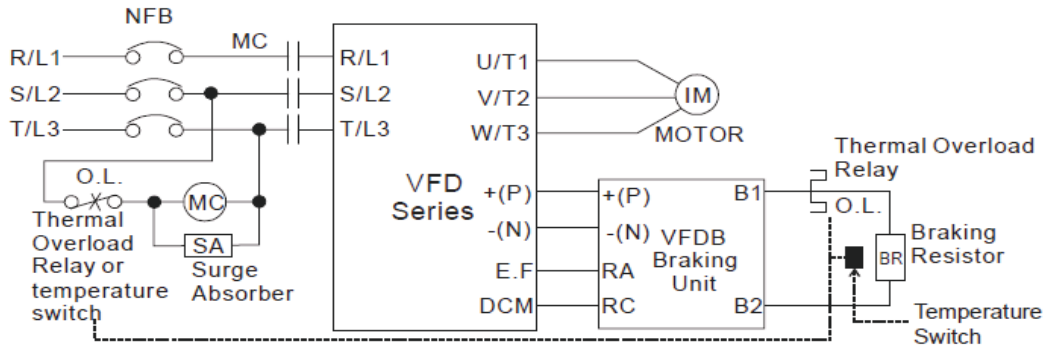 NFB
MC
R/L1
R/L1
U/T1
S/L2
S/L2
V/T2
IM
T/L3
T/L3
W/T3
MOTOR
O.L.
MC
SA
Thermal
Overload
Relay or
temperature
switch
Surge
Absorber
VFD
Series
+(P)
-(N)
E.F
DCM
+(P)
-(N)
RA
RC
VFDB
Braking
Unit
B1
B2
Thermal Overload
Relay
O.L.
BR
Braking
Resistor
Temperature
Switch